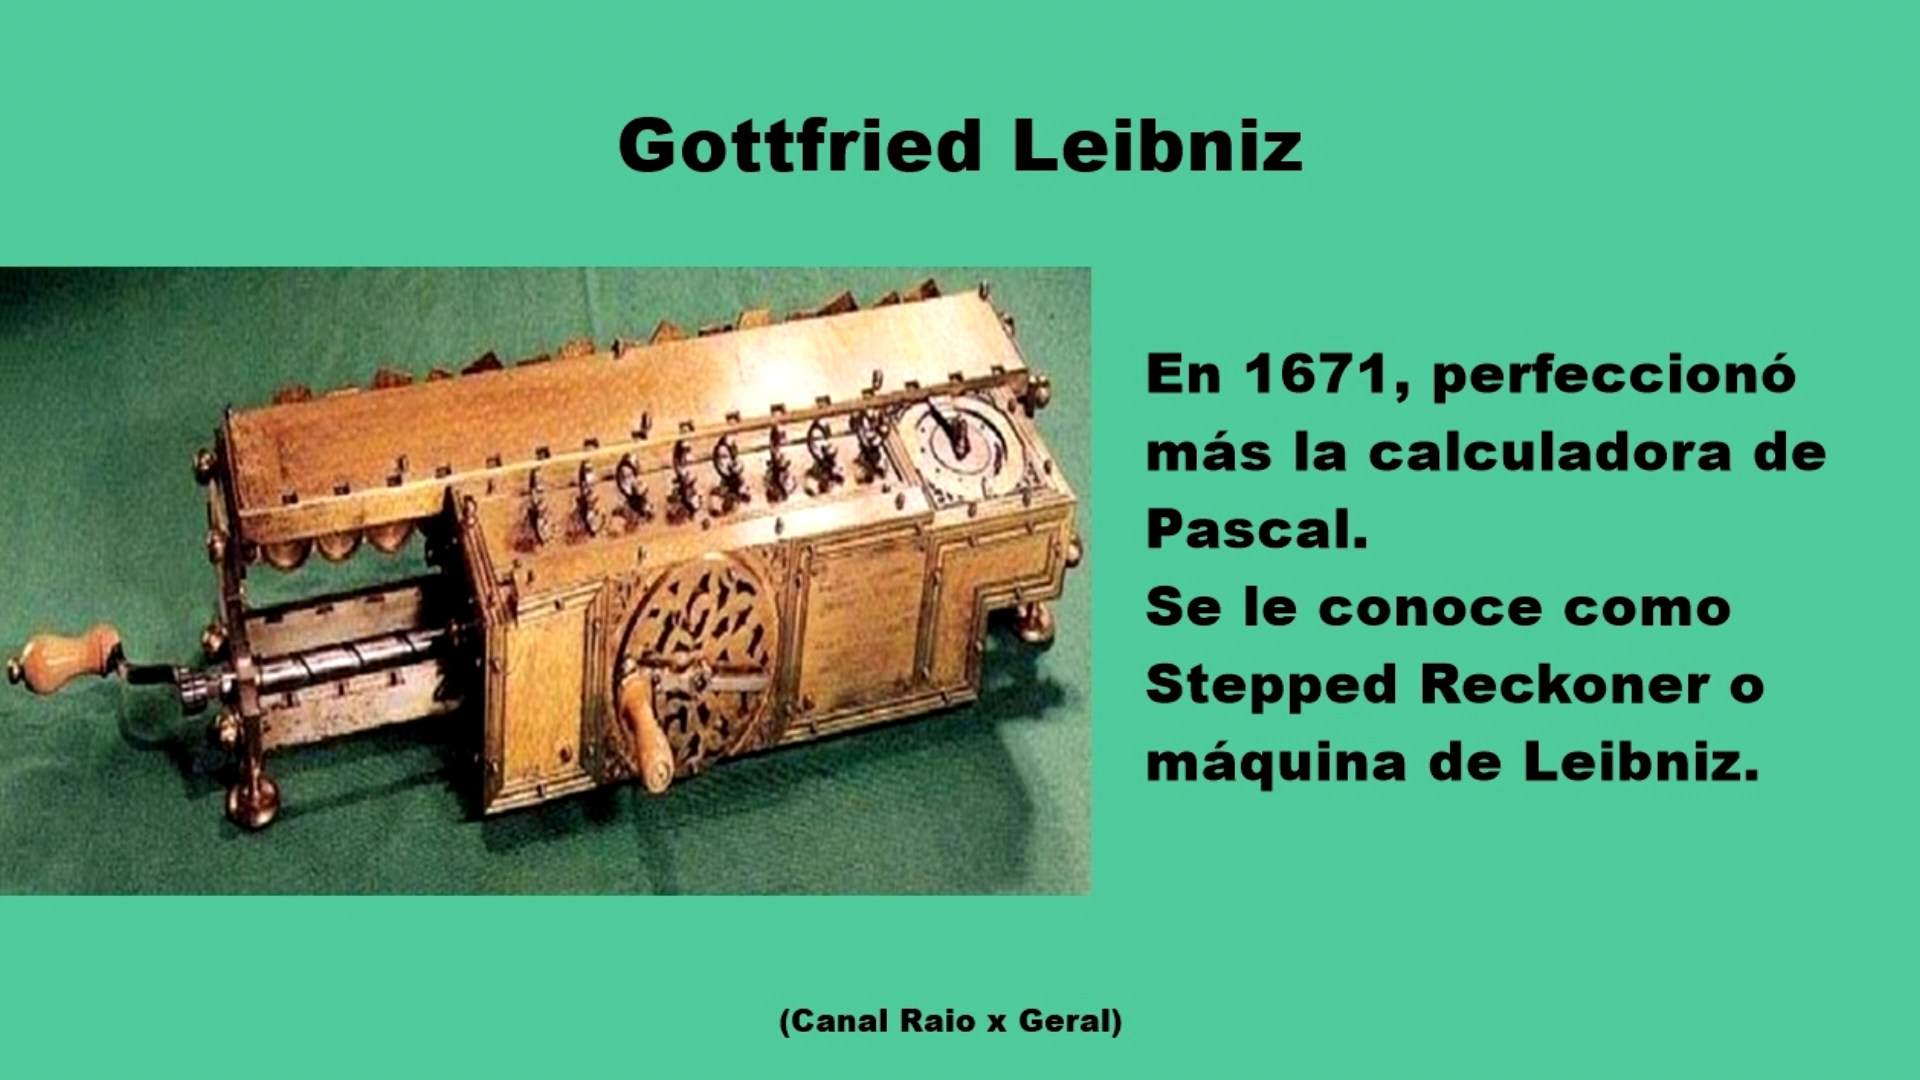 Gottfried Leibniz
En 1671, perfeccionó
más la calculadora de
Pascal.
Se le conoce como
Stepped Reckoner o
máquina de Leibniz.
(Canal Raio x Geral)